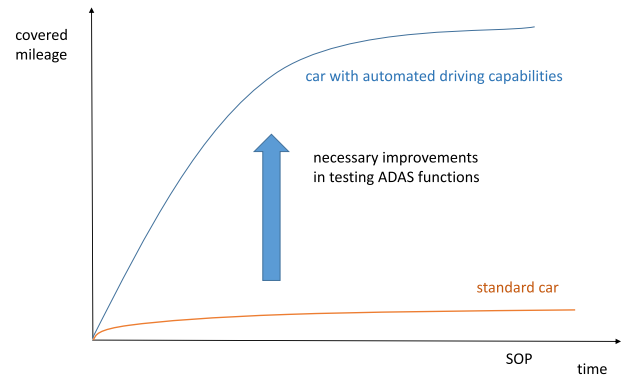 covered
mileage
car with automated driving capabilities
necessary improvements
in testing ADAS functions
standard car
SOP
time